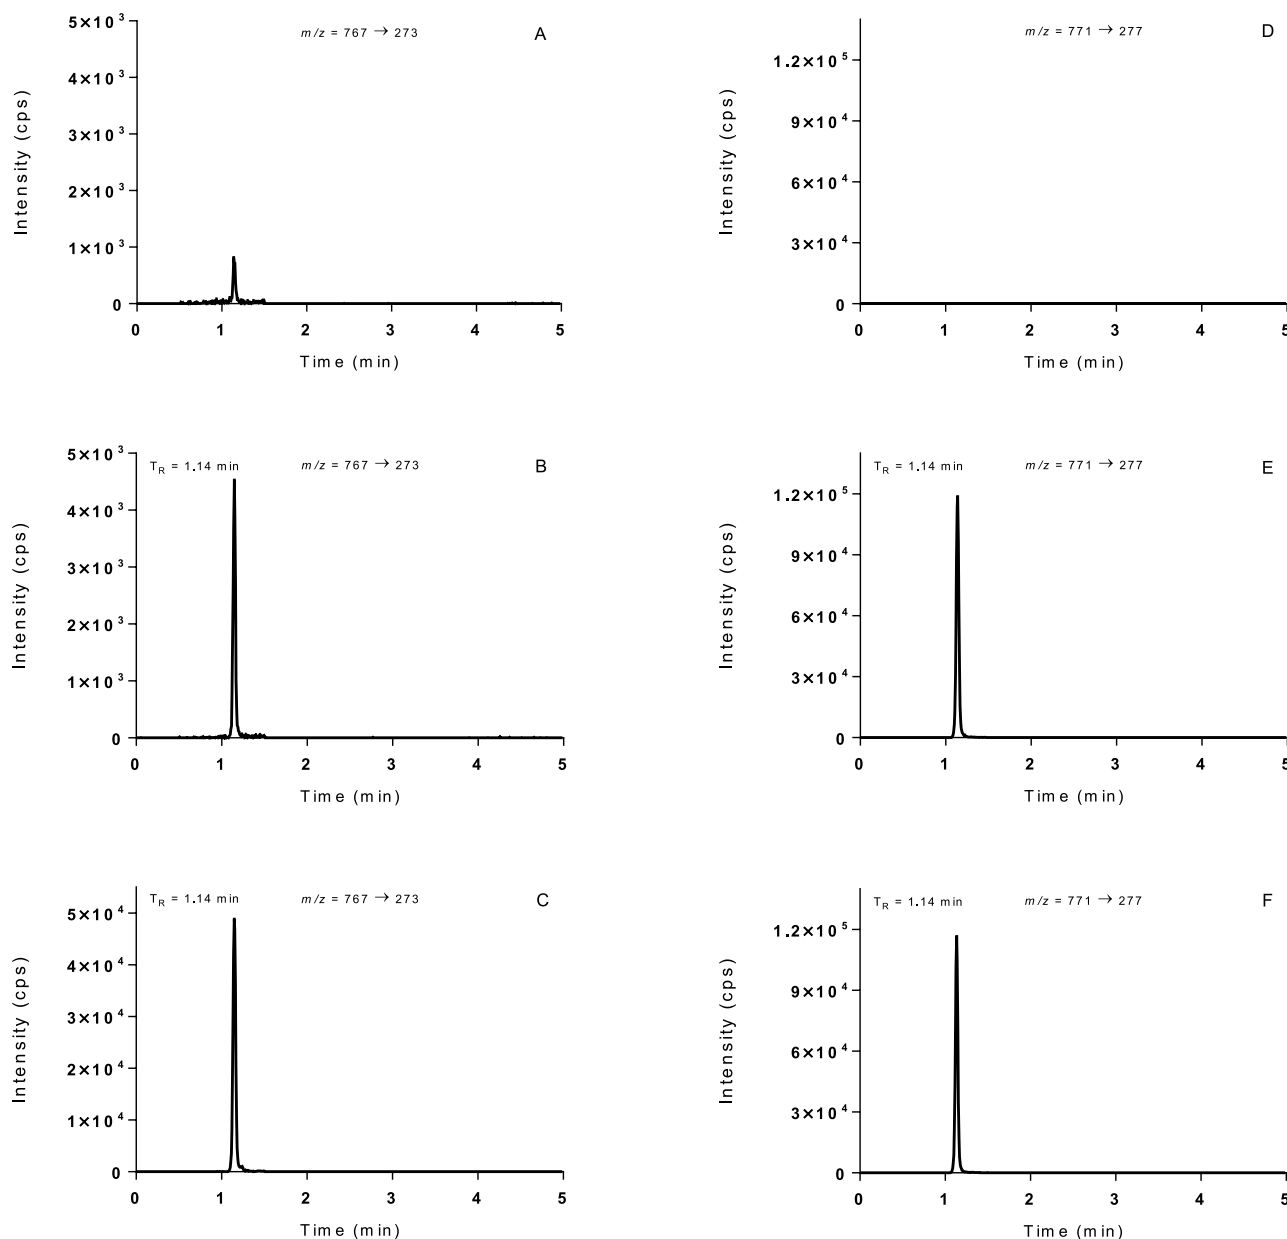 m/z = 767 → 273
A
5×10³
4×10³
3×10³
2×10³
1×10³
0
Intensity (cps)
0 1 2 3 4 5
Time (min)
m/z = 771 → 277
D
1.2×10⁵
9×10⁴
6×10⁴
3×10⁴
0
Intensity (cps)
0 1 2 3 4 5
Time (min)
T_R = 1.14 min
m/z = 767 → 273
B
5×10³
4×10³
3×10³
2×10³
1×10³
0
Intensity (cps)
0 1 2 3 4 5
Time (min)
T_R = 1.14 min
m/z = 771 → 277
E
1.2×10⁵
9×10⁴
6×10⁴
3×10⁴
0
Intensity (cps)
0 1 2 3 4 5
Time (min)
T_R = 1.14 min
m/z = 767 → 273
C
5×10⁴
4×10⁴
3×10⁴
2×10⁴
1×10⁴
0
Intensity (cps)
0 1 2 3 4 5
Time (min)
T_R = 1.14 min
m/z = 771 → 277
F
1.2×10⁵
9×10⁴
6×10⁴
3×10⁴
0
Intensity (cps)
0 1 2 3 4 5
Time (min)